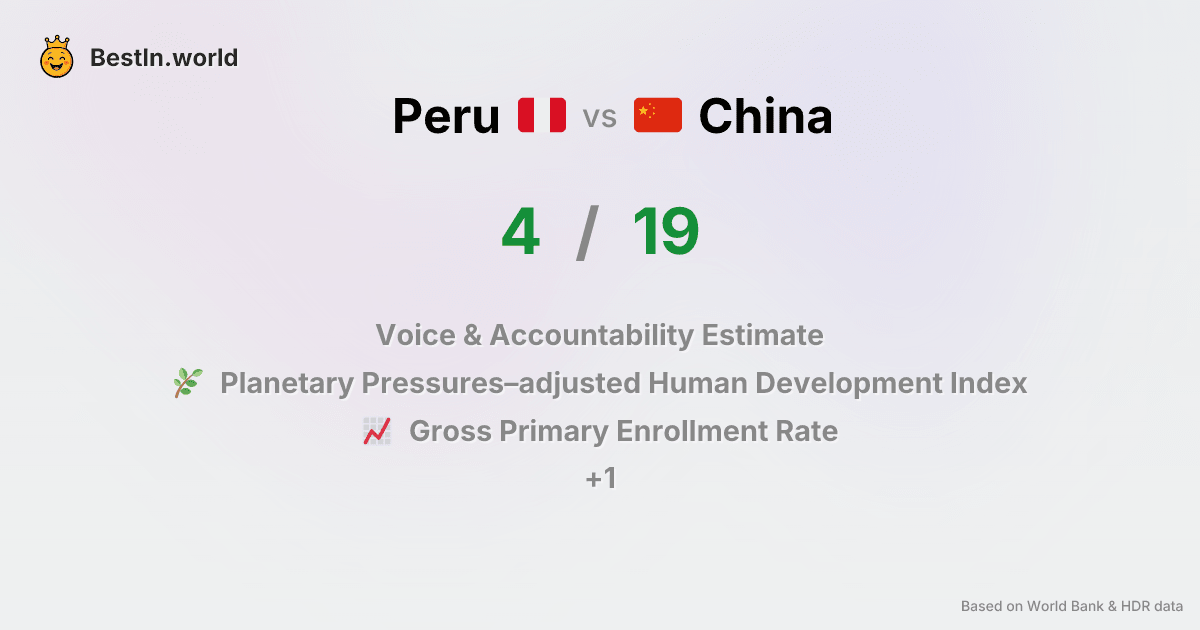 BestIn.world
Peru vs China
4 / 19
Voice & Accountability Estimate
Planetary Pressures–adjusted Human Development Index
Gross Primary Enrollment Rate
+1
Based on World Bank & HDR data